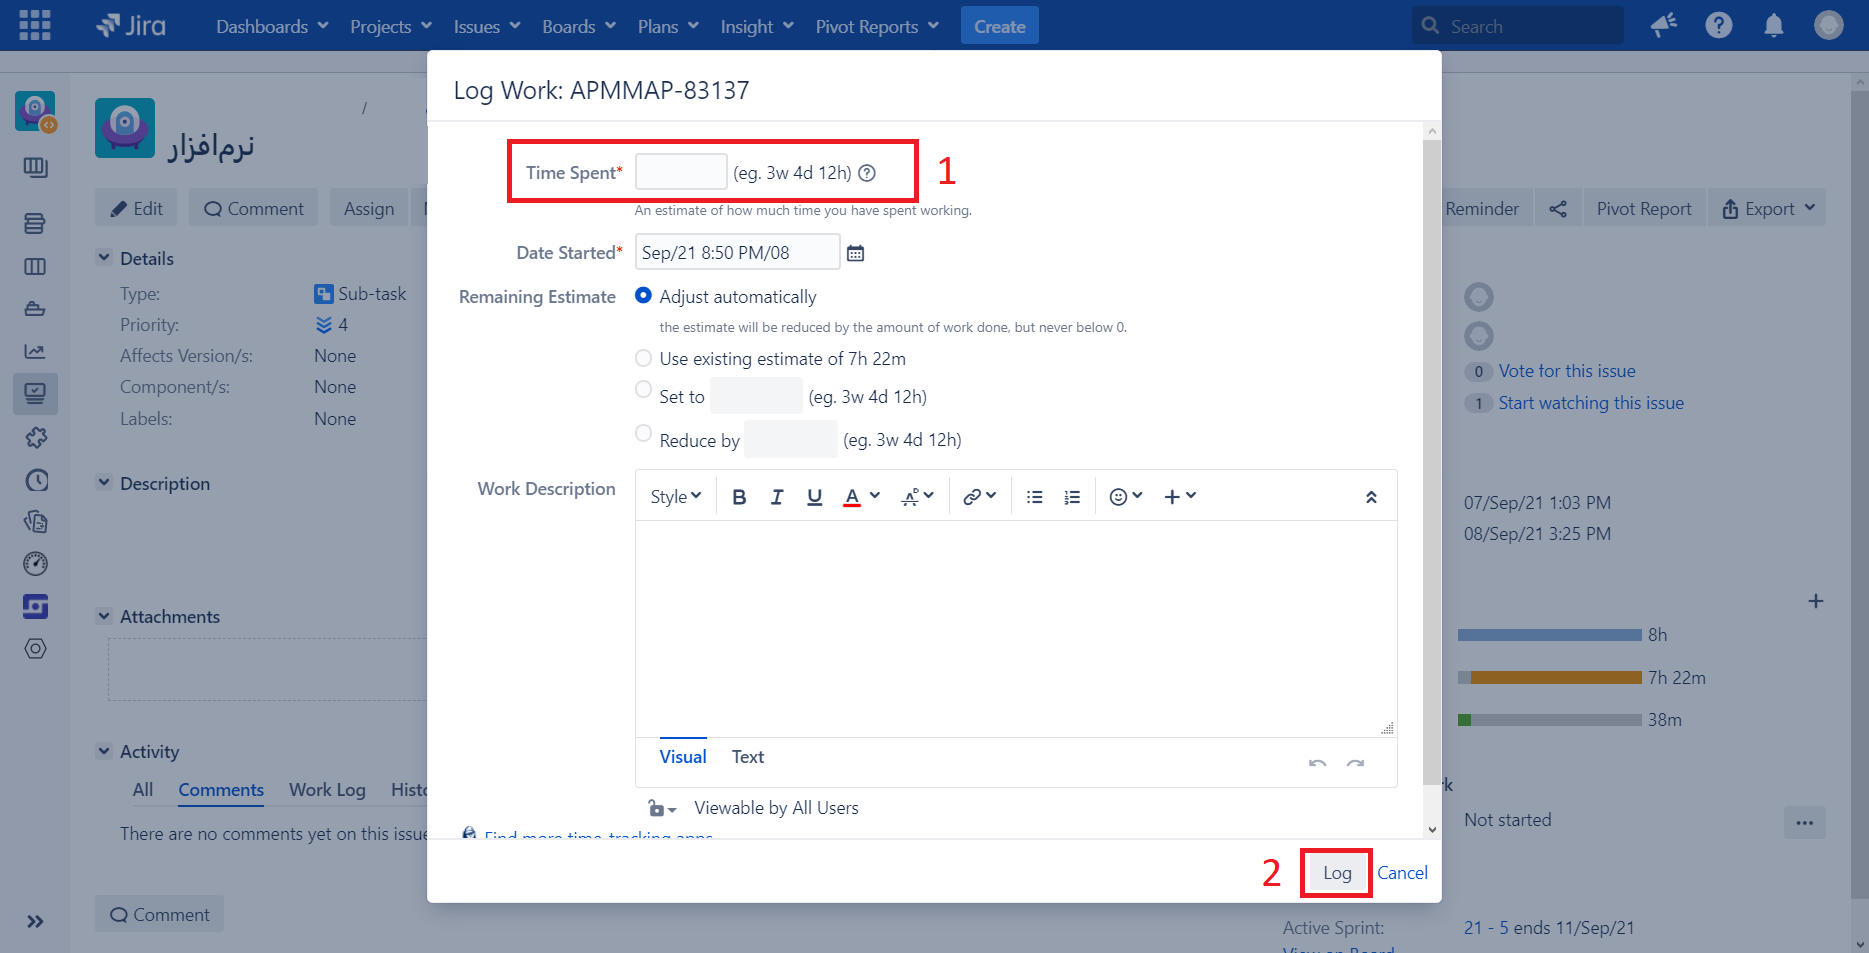 Jira Dashboards Projects Issues Boards Plans Insight Pivot Reports Create Search
Log Work: APMMAP-83137
/
نرم‌افزار
Edit Comment Assign
Reminder Pivot Report Export
Time Spent* (eg. 3w 4d 12h) ?
1
An estimate of how much time you have spent working.
Date Started* Sep/21 8:50 PM/08
Remaining Estimate Adjust automatically
the estimate will be reduced by the amount of work done, but never below 0.
Use existing estimate of 7h 22m
Set to (eg. 3w 4d 12h)
Reduce by (eg. 3w 4d 12h)
Work Description
Style B I U A
Visual Text
Viewable by All Users
Find more time-tracking apps
2
Log Cancel
Details
Type: Sub-task
Priority: 4
Affects Version/s: None
Component/s: None
Labels: None
Description
Attachments
Activity
All Comments Work Log
There are no comments yet on this issue
Comment
0 Vote for this issue
1 Start watching this issue
07/Sep/21 1:03 PM
08/Sep/21 3:25 PM
8h
7h 22m
38m
Not started
Active Sprint: 21 - 5 ends 11/Sep/21
View on Board